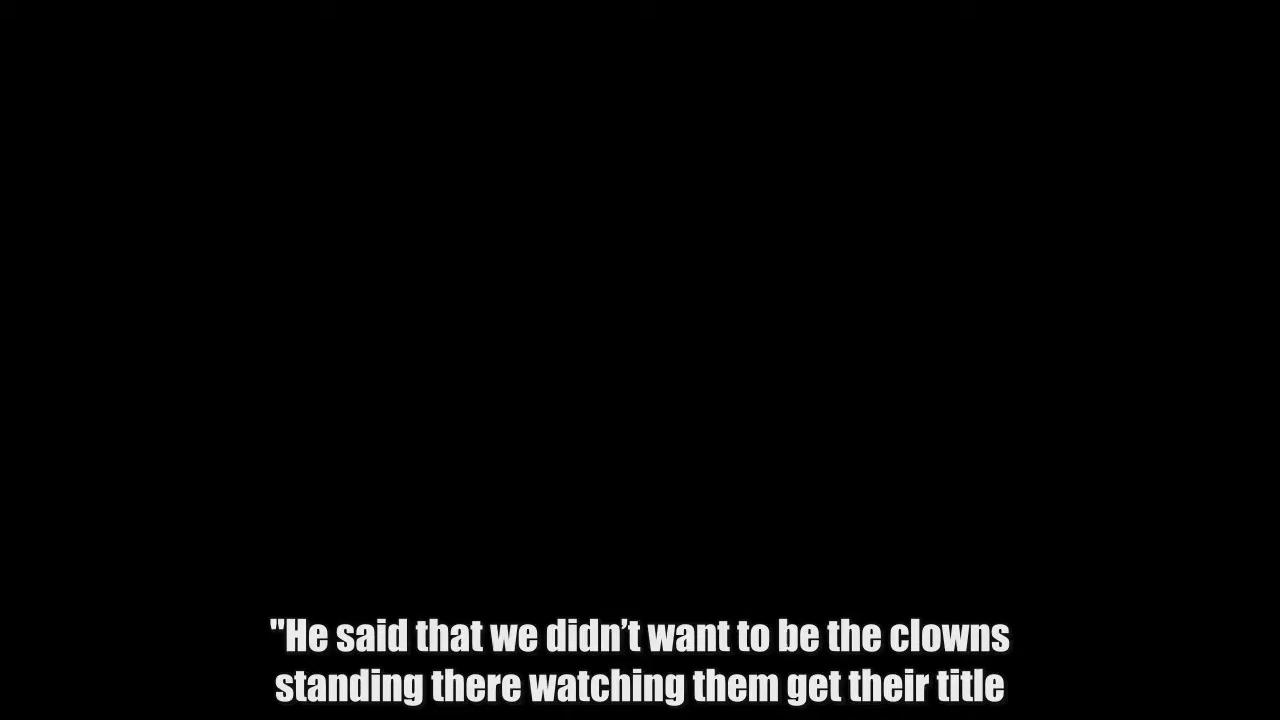 "He said that we didn’t want to be the clowns
standing there watching them get their title